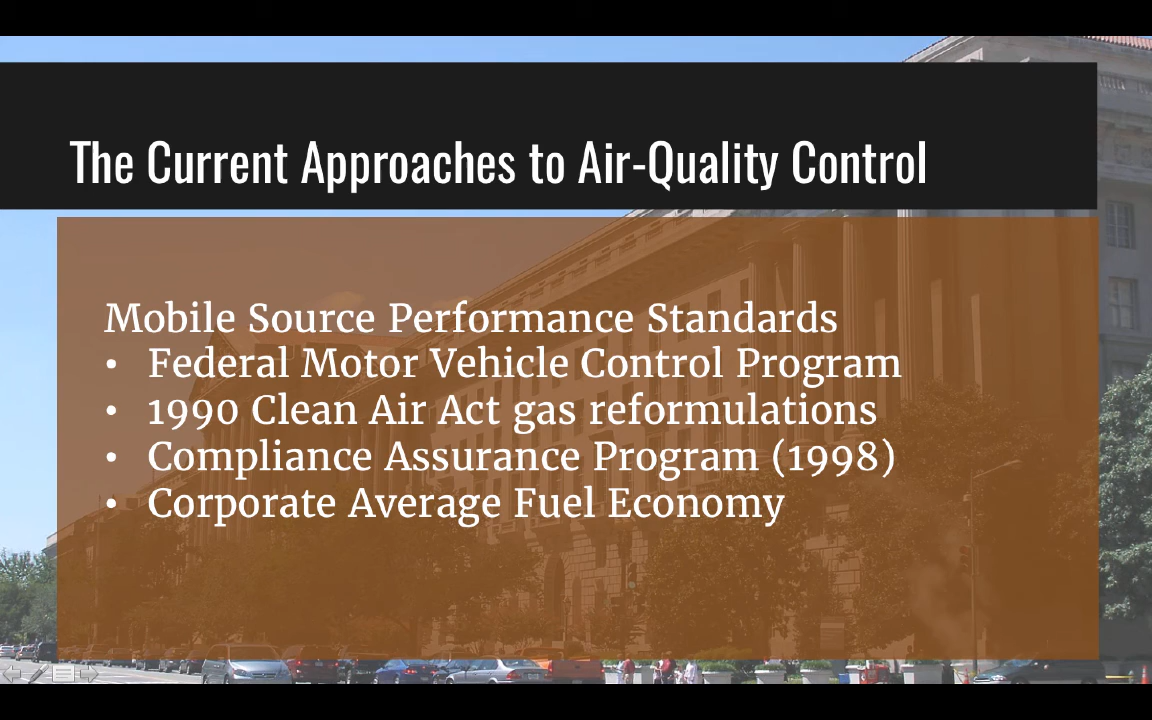 The Current Approaches to Air-Quality Control
Mobile Source Performance Standards
• Federal Motor Vehicle Control Program
• 1990 Clean Air Act gas reformulations
• Compliance Assurance Program (1998)
• Corporate Average Fuel Economy